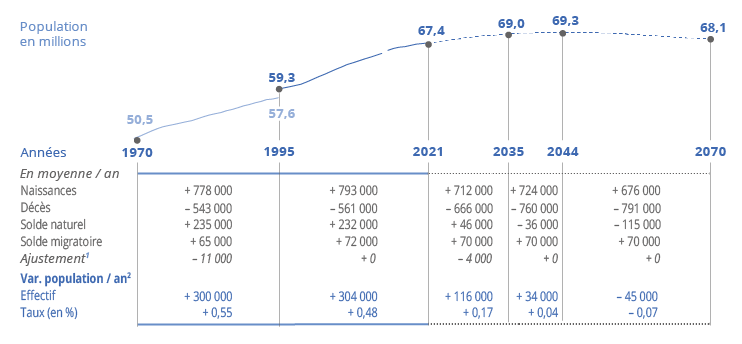 Population
en millions
50,5
59,3
57,6
67,4
69,0
69,3
68,1
Années 1970 1995 2021 2035 2044 2070
En moyenne / an
Naissances + 778 000 + 793 000 + 712 000 + 724 000 + 676 000
Décès – 543 000 – 561 000 – 666 000 – 760 000 – 791 000
Solde naturel + 235 000 + 232 000 + 46 000 – 36 000 – 115 000
Solde migratoire + 65 000 + 72 000 + 70 000 + 70 000 + 70 000
Ajustement¹ – 11 000 + 0 – 4 000 + 0 + 0
Var. population / an²
Effectif + 300 000 + 304 000 + 116 000 + 34 000 – 45 000
Taux (en %) + 0,55 + 0,48 + 0,17 + 0,04 – 0,07